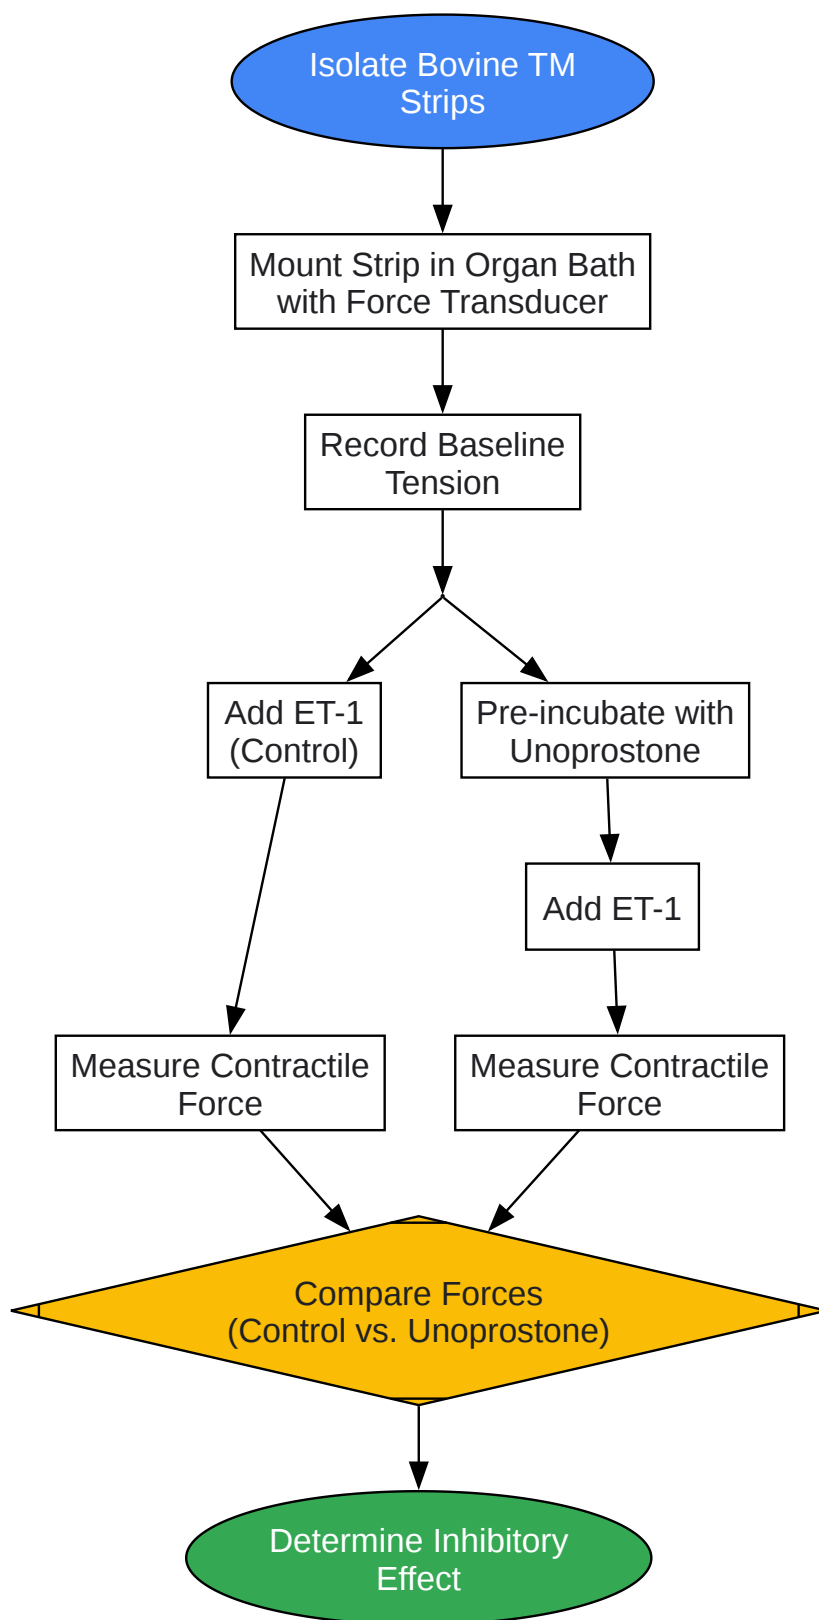 Isolate Bovine TM
Strips
Mount Strip in Organ Bath
with Force Transducer
Record Baseline
Tension
Add ET-1
(Control)
Pre-incubate with
Unoprostone
Add ET-1
Measure Contractile
Force
Measure Contractile
Force
Compare Forces
(Control vs. Unoprostone)
Determine Inhibitory
Effect